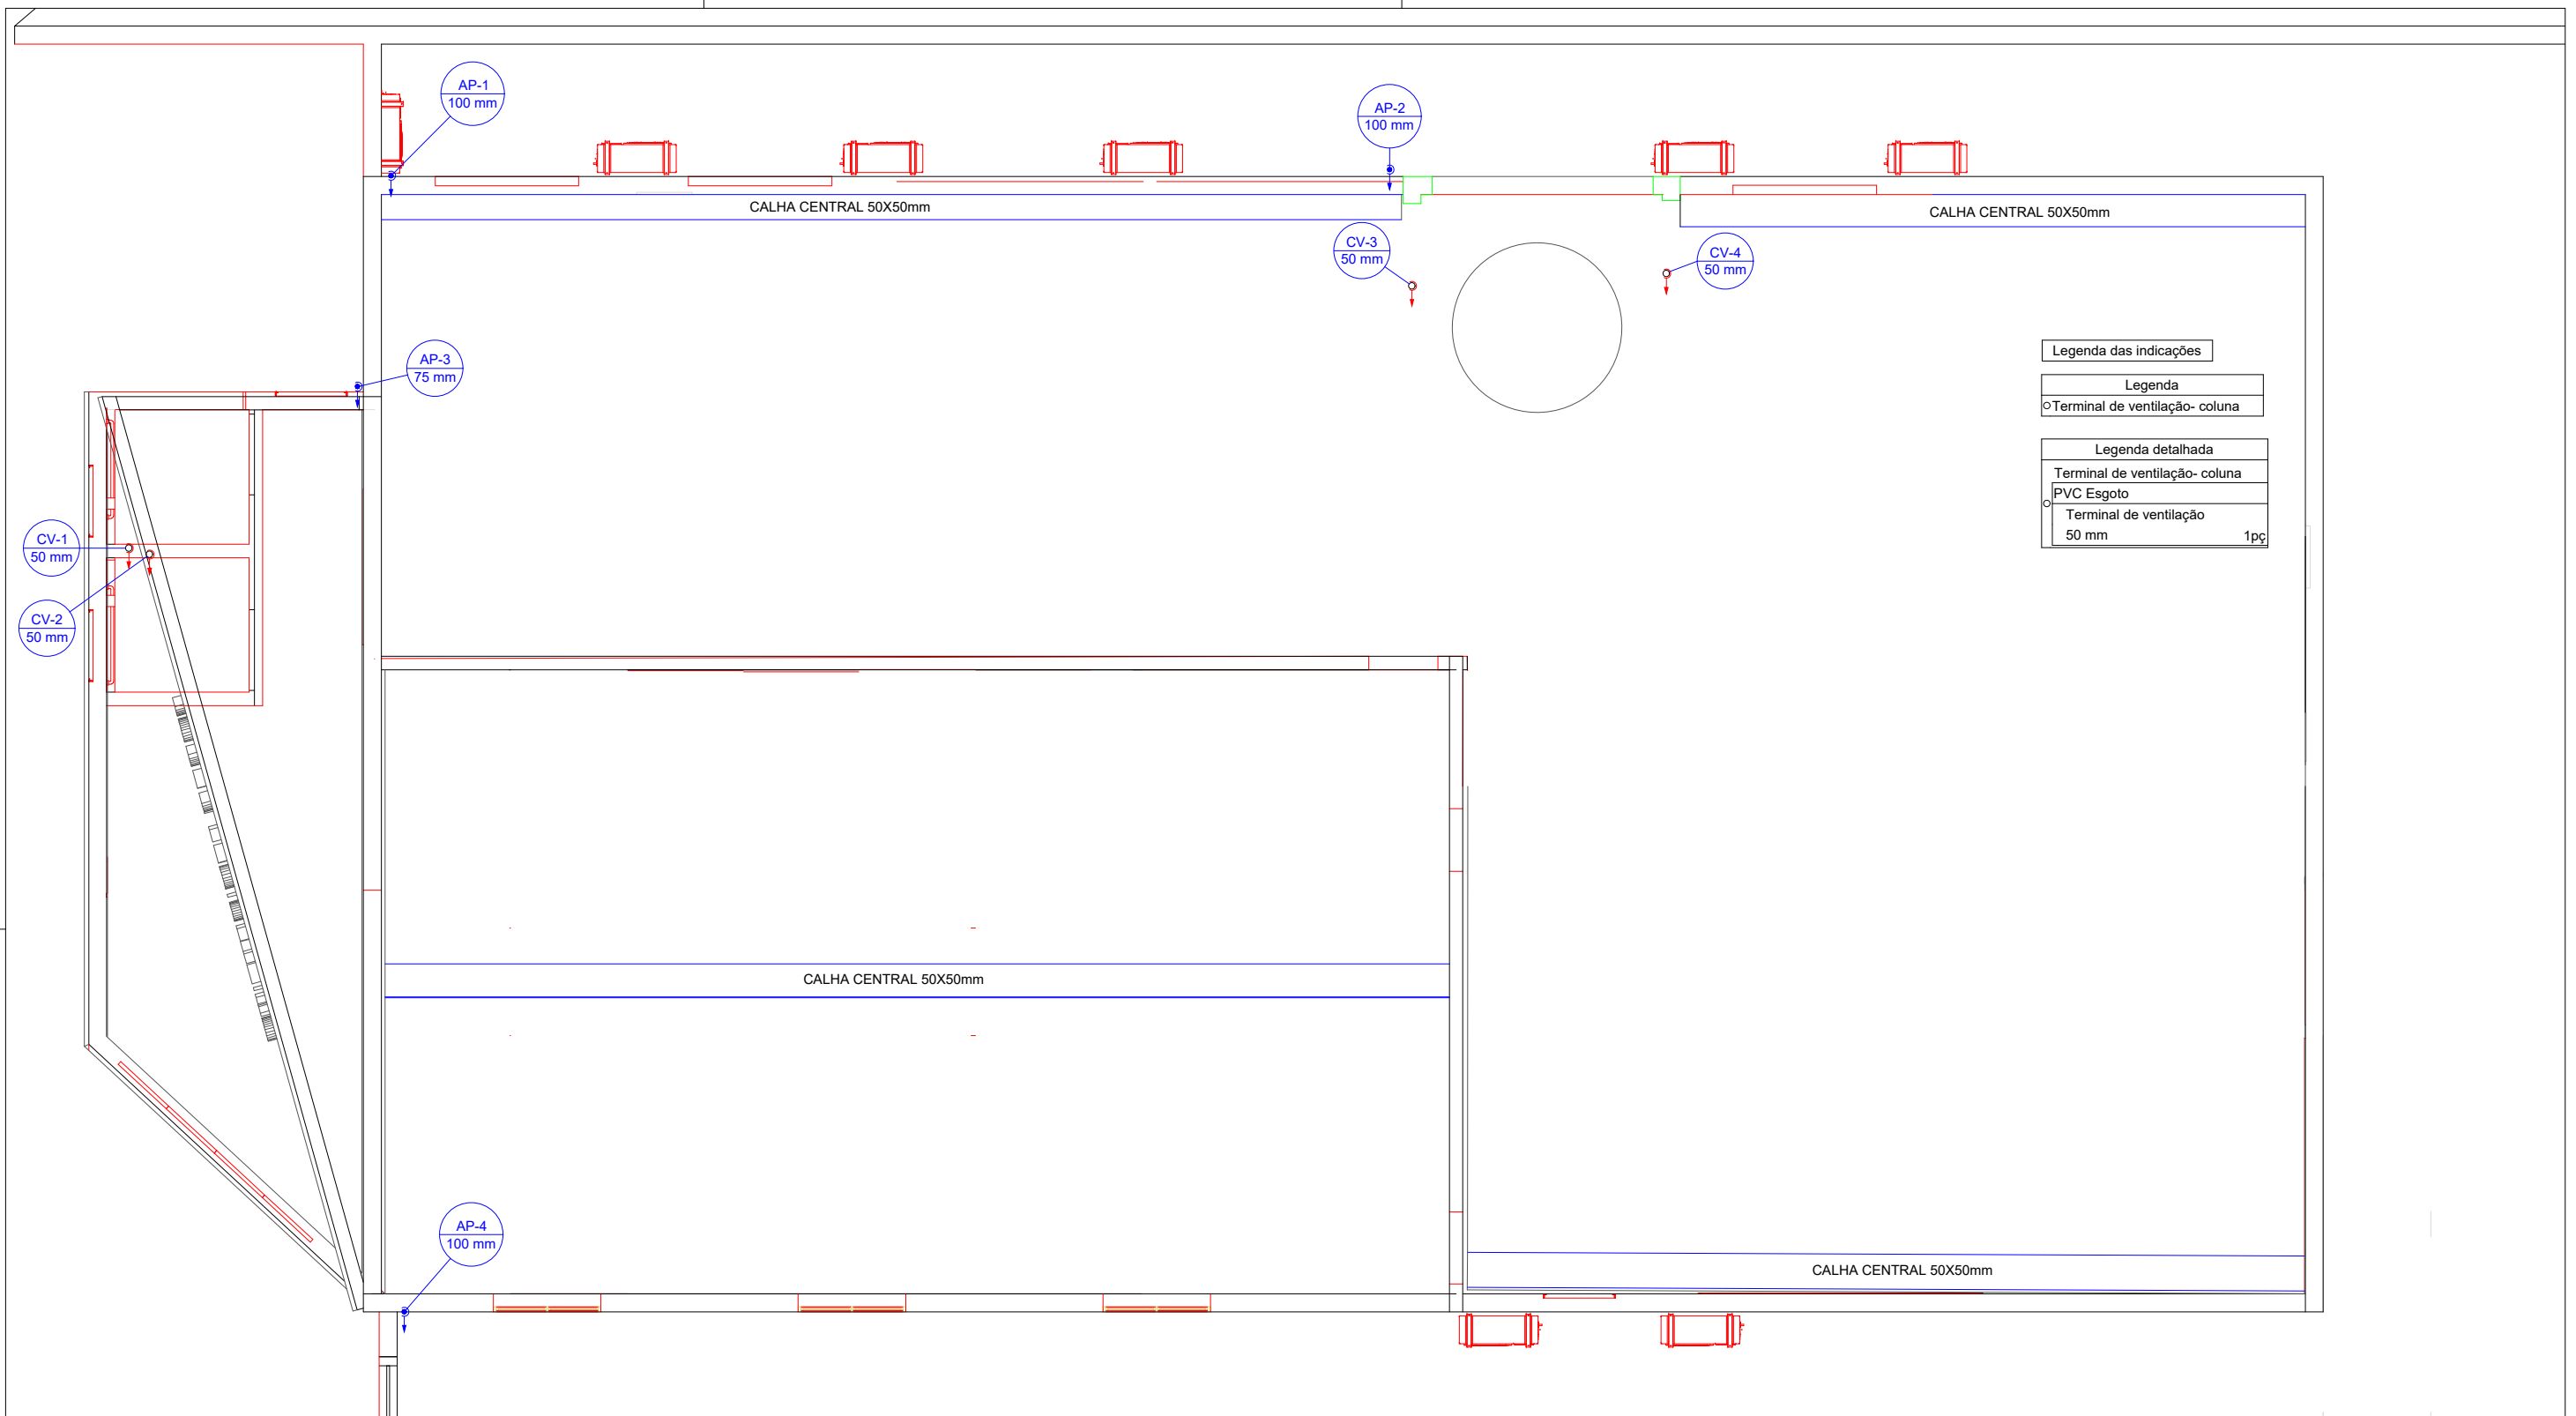 AP-1
100 mm
AP-2
100 mm
CALHA CENTRAL 50X50mm
CALHA CENTRAL 50X50mm
CV-3
50 mm
CV-4
50 mm
AP-3
75 mm
Legenda das indicações
Legenda
Terminal de ventilação- coluna
Legenda detalhada
Terminal de ventilação- coluna
PVC Esgoto
Terminal de ventilação
50 mm 1pç
CV-1
50 mm
CV-2
50 mm
CALHA CENTRAL 50X50mm
AP-4
100 mm
CALHA CENTRAL 50X50mm